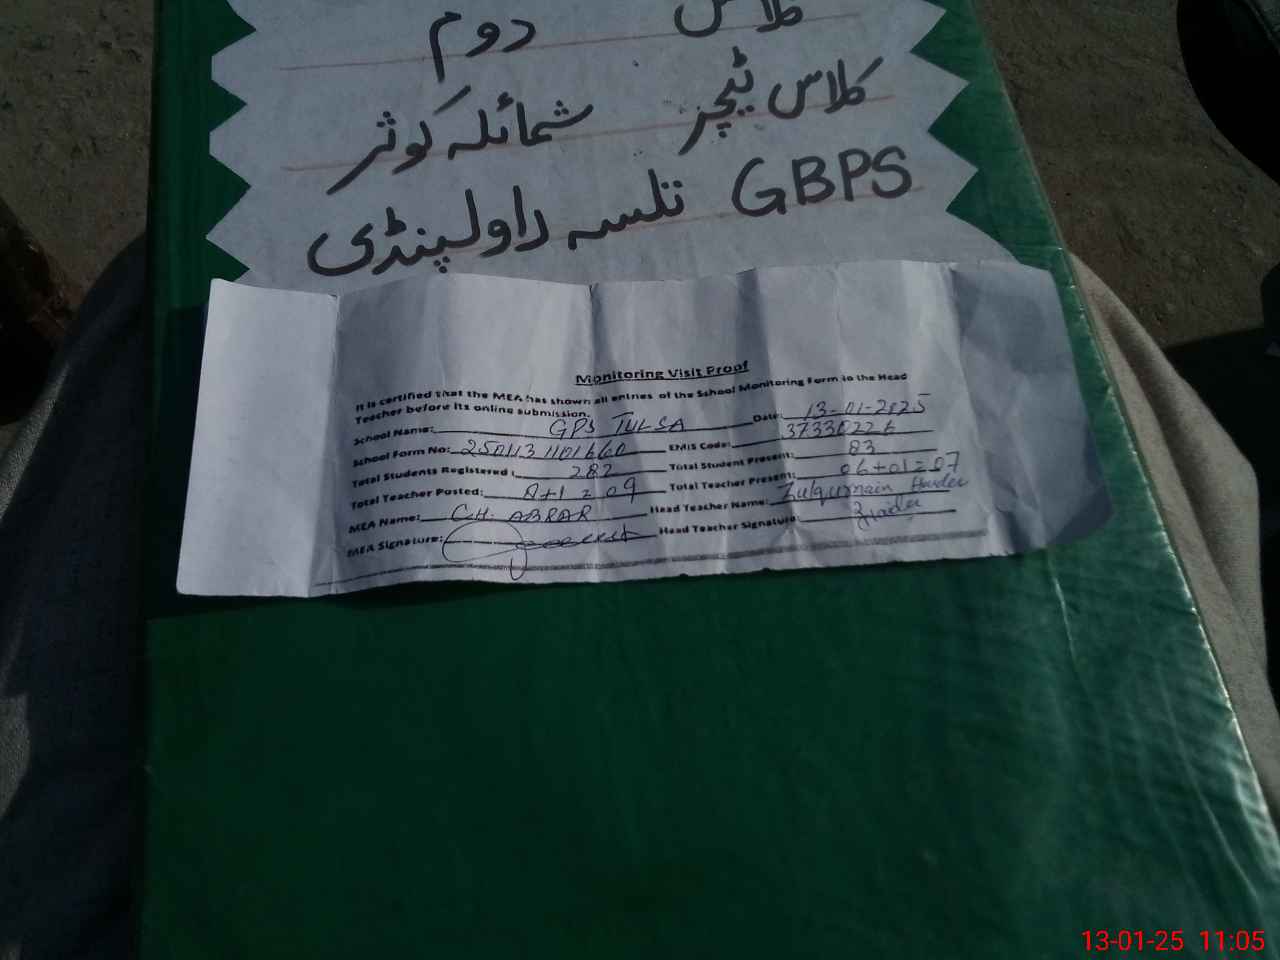 کلاس دوم
کلاس ٹیچر شمائلہ کوثر
GBPS تلسہ راولپنڈی
Monitoring Visit Proof
It is certified that the MEA has shown all entries of the School Monitoring Form to the Head
Teacher before its online submission.
School Name: GPS TULSA Date: 13-01-2025
School Form No: EMIS Code: 37330226
Total Students Registered: 282 Total Student Present: 83
Total Teacher Posted: 8+1=09 Total Teacher Present: 06+01=07
MEA Name: CH. ABRAR Head Teacher Name: Zulqurnain Haider
MEA Signature: Head Teacher Signature: Haider
13-01-25 11:05